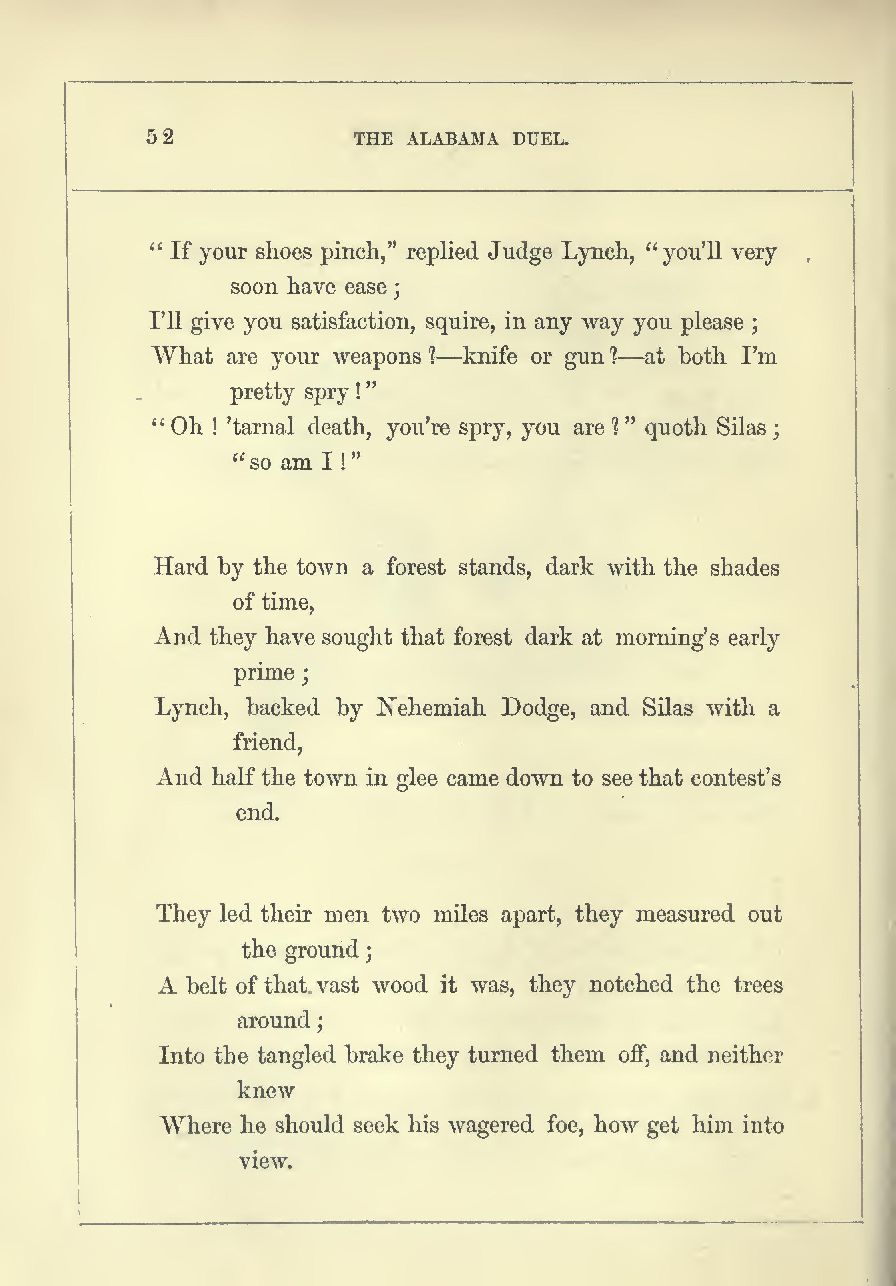 52 THE ALABAMA DUEL.
“ If your shoes pinch,” replied Judge Lynch, “ you’ll very
soon have ease ;
I’ll give you satisfaction, squire, in any way you please ;
What are your weapons ?—knife or gun ?—at both I’m
pretty spry ! ”
“ Oh ! ’tarnal death, you’re spry, you are ? ” quoth Silas ;
“ so am I ! ”
Hard by the town a forest stands, dark with the shades
of time,
And they have sought that forest dark at morning’s early
prime ;
Lynch, backed by Nehemiah Dodge, and Silas with a
friend,
And half the town in glee came down to see that contest’s
end.
They led their men two miles apart, they measured out
the ground ;
A belt of that vast wood it was, they notched the trees
around ;
Into the tangled brake they turned them off, and neither
knew
Where he should seek his wagered foe, how get him into
view.